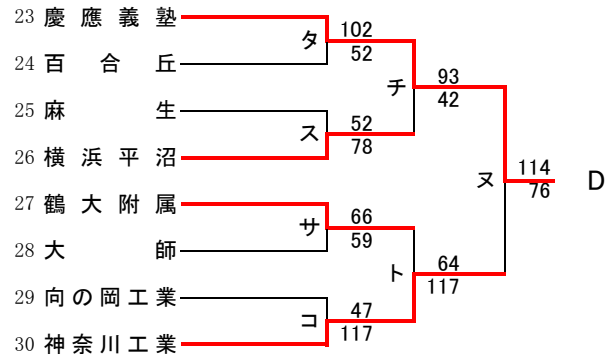 23 慶應義塾
タ 102
52
24 百合丘
チ 93
42
25 麻生
ス 52
78
26 横浜平沼
ヌ 114
76
D
27 鶴大附属
サ 66
59
28 大師
ト 64
117
29 向の岡工業
コ 47
117
30 神奈川工業